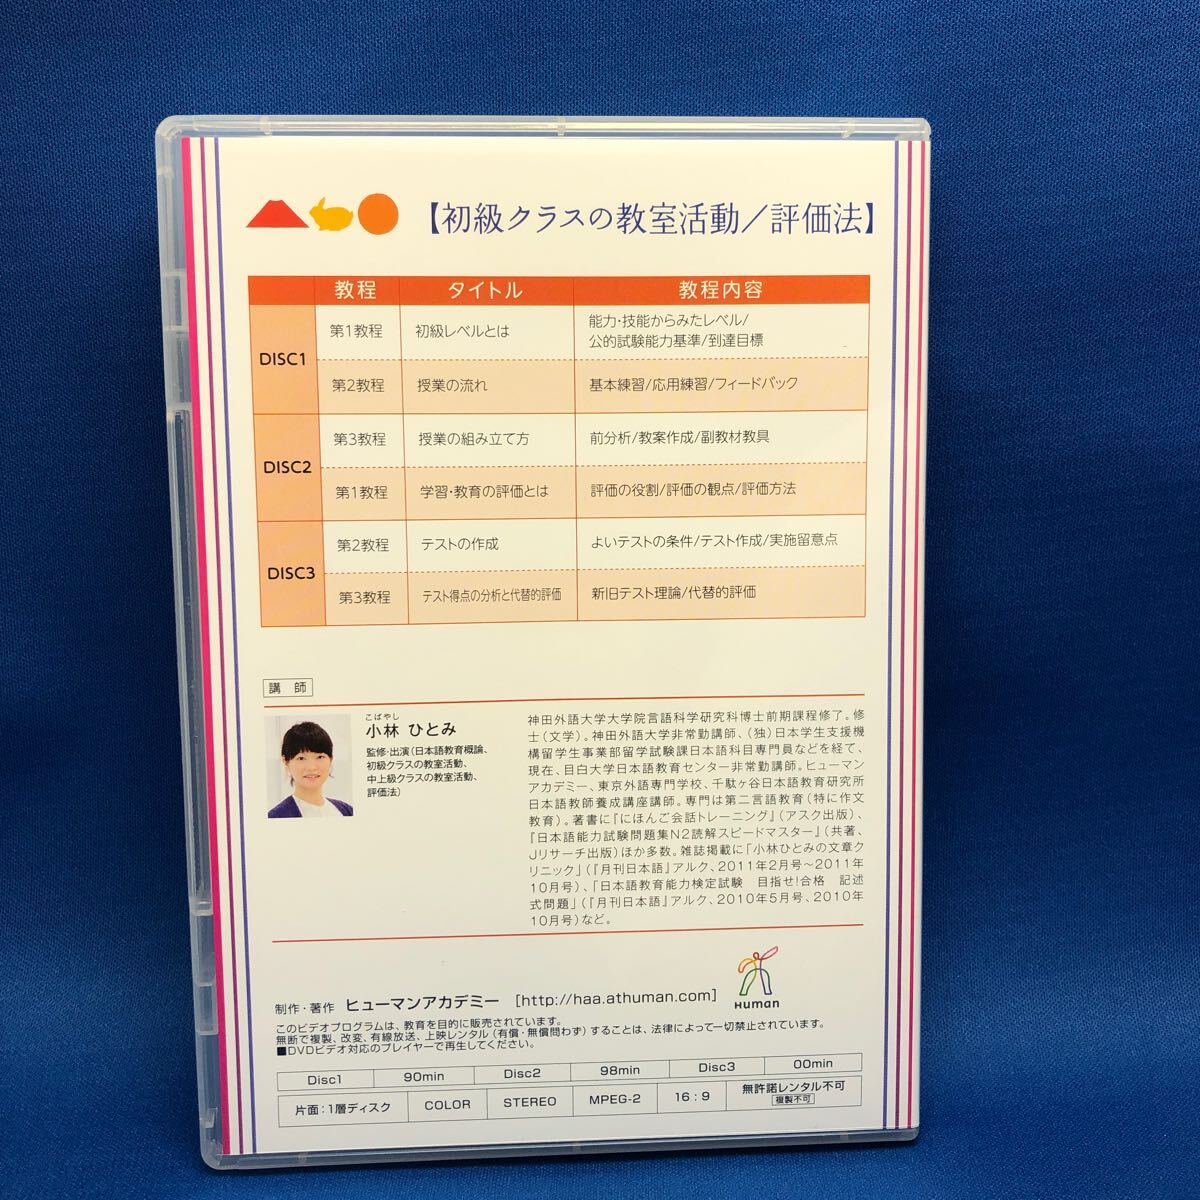 【初級クラスの教室活動／評価法】
教程 タイトル 教程内容
DISC1
第1教程 初級レベルとは 能力・技能からみたレベル/
公的試験能力基準/到達目標
第2教程 授業の流れ 基本練習/応用練習/フィードバック
DISC2
第3教程 授業の組み立て方 前分析/教案作成/副教材教具
第1教程 学習・教育の評価とは 評価の役割/評価の観点/評価方法
DISC3
第2教程 テストの作成 よいテストの条件/テスト作成/実施留意点
第3教程 テスト得点の分析と代替的評価 新旧テスト理論/代替的評価
講師
こばやし
小林 ひとみ
監修・出演（日本語教育概論、
初級クラスの教室活動、
中上級クラスの教室活動、
評価法）
神田外語大学大学院言語科学研究科博士前期課程修了。修
士（文学）。神田外語大学非常勤講師、（独）日本学生支援機
構留学生事業部留学試験課日本語科目専門員などを経て、
現在、目白大学日本語教育センター非常勤講師。ヒューマン
アカデミー、東京外語専門学校、千駄ヶ谷日本語教育研究所
日本語教師養成講座講師。専門は第二言語教育（特に作文
教育）。著書に『にほんご会話トレーニング』（アスク出版）、
『日本語能力試験問題集N2読解スピードマスター』（共著、
Jリサーチ出版）ほか多数。雑誌掲載に「小林ひとみの文章ク
リニック」（『月刊日本語』アルク、2011年2月号～2011年
10月号）、「日本語教育能力検定試験　目指せ！合格　記述
式問題」（『月刊日本語』アルク、2010年5月号、2010年
10月号）など。
Human
制作・著作 ヒューマンアカデミー [http://haa.athuman.com]
このビデオプログラムは、教育を目的に販売されています。
無断で複製、改変、有線放送、上映レンタル（有償・無償問わず）することは、法律によって一切禁止されています。
■DVDビデオ対応のプレイヤーで再生してください。
Disc1 90min Disc2 98min Disc3 00min
片面：1層ディスク COLOR STEREO MPEG-2 16：9 無許諾レンタル不可
複製不可